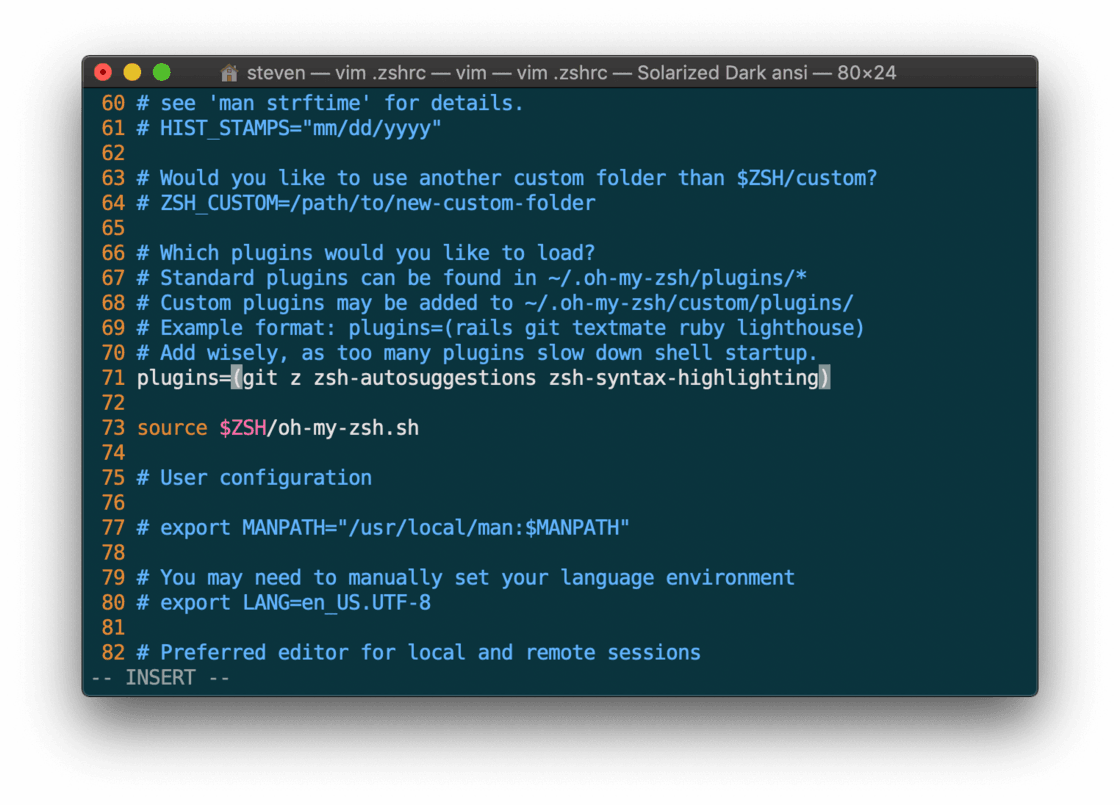 steven — vim .zshrc — vim — vim .zshrc — Solarized Dark ansi — 80×24
60 # see 'man strftime' for details.
61 # HIST_STAMPS="mm/dd/yyyy"
62
63 # Would you like to use another custom folder than $ZSH/custom?
64 # ZSH_CUSTOM=/path/to/new-custom-folder
65
66 # Which plugins would you like to load?
67 # Standard plugins can be found in ~/.oh-my-zsh/plugins/*
68 # Custom plugins may be added to ~/.oh-my-zsh/custom/plugins/
69 # Example format: plugins=(rails git textmate ruby lighthouse)
70 # Add wisely, as too many plugins slow down shell startup.
71 plugins=(git z zsh-autosuggestions zsh-syntax-highlighting)
72
73 source $ZSH/oh-my-zsh.sh
74
75 # User configuration
76
77 # export MANPATH="/usr/local/man:$MANPATH"
78
79 # You may need to manually set your language environment
80 # export LANG=en_US.UTF-8
81
82 # Preferred editor for local and remote sessions
-- INSERT --